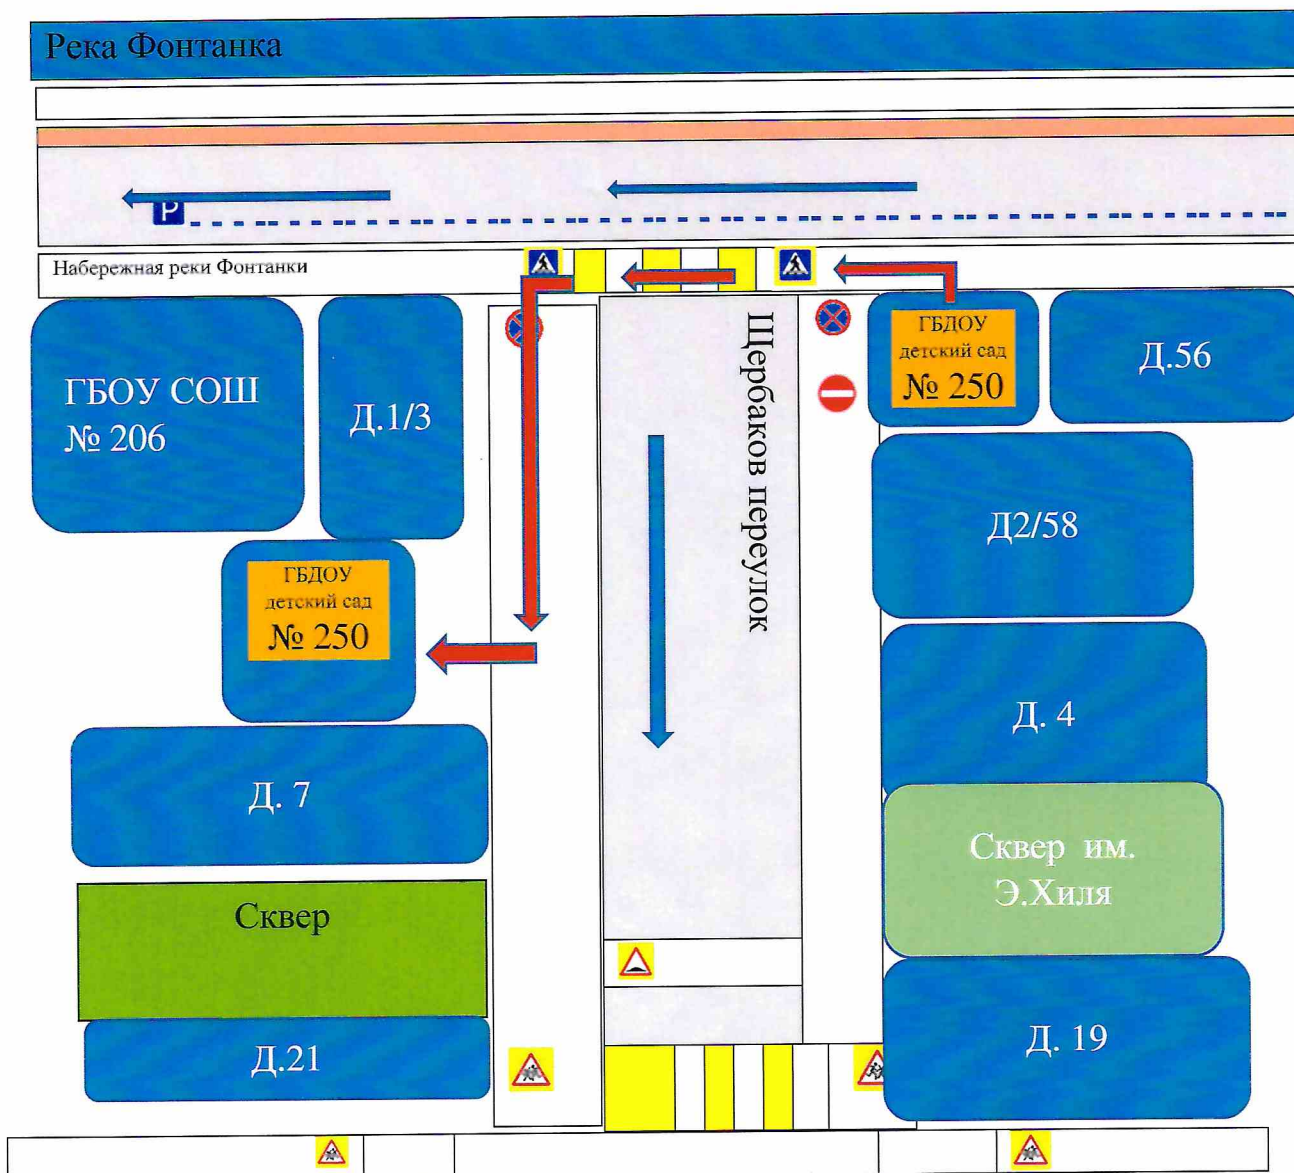 Река Фонтанка
P
Набережная реки Фонтанки
ГБОУ СОШ
№ 206
Д.1/3
Щербаков переулок
ГБДОУ
детский сад
№ 250
Д.56
Д2/58
ГБДОУ
детский сад
№ 250
Д. 4
Д. 7
Сквер им.
Э.Хиля
Сквер
Д. 19
Д.21